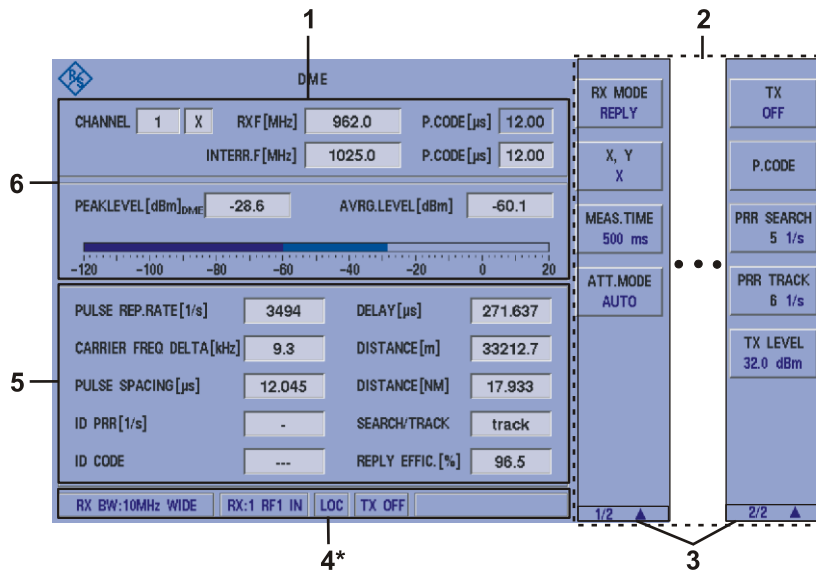 1
2
R/S
DME
CHANNEL 1 X RXF[MHz] 962.0 P.CODE[µs] 12.00
INTERR.F[MHz] 1025.0 P.CODE[µs] 12.00
6
PEAKLEVEL[dBm]DME -28.6 AVRG.LEVEL[dBm] -60.1
-120 -100 -80 -60 -40 -20 0 20
PULSE REP.RATE[1/s] 3494 DELAY[µs] 271.637
CARRIER FREQ DELTA[kHz] 9.3 DISTANCE[m] 33212.7
5
PULSE SPACING[µs] 12.045 DISTANCE[NM] 17.933
ID PRR[1/s] - SEARCH/TRACK track
ID CODE --- REPLY EFFIC.[%] 96.5
RX BW:10MHz WIDE RX:1 RF1 IN LOC TX OFF
4*
RX MODE
REPLY
X, Y
X
MEAS.TIME
500 ms
ATT.MODE
AUTO
1/2 ▲
TX
OFF
P.CODE
PRR SEARCH
5 1/s
PRR TRACK
6 1/s
TX LEVEL
32.0 dBm
2/2 ▲
3